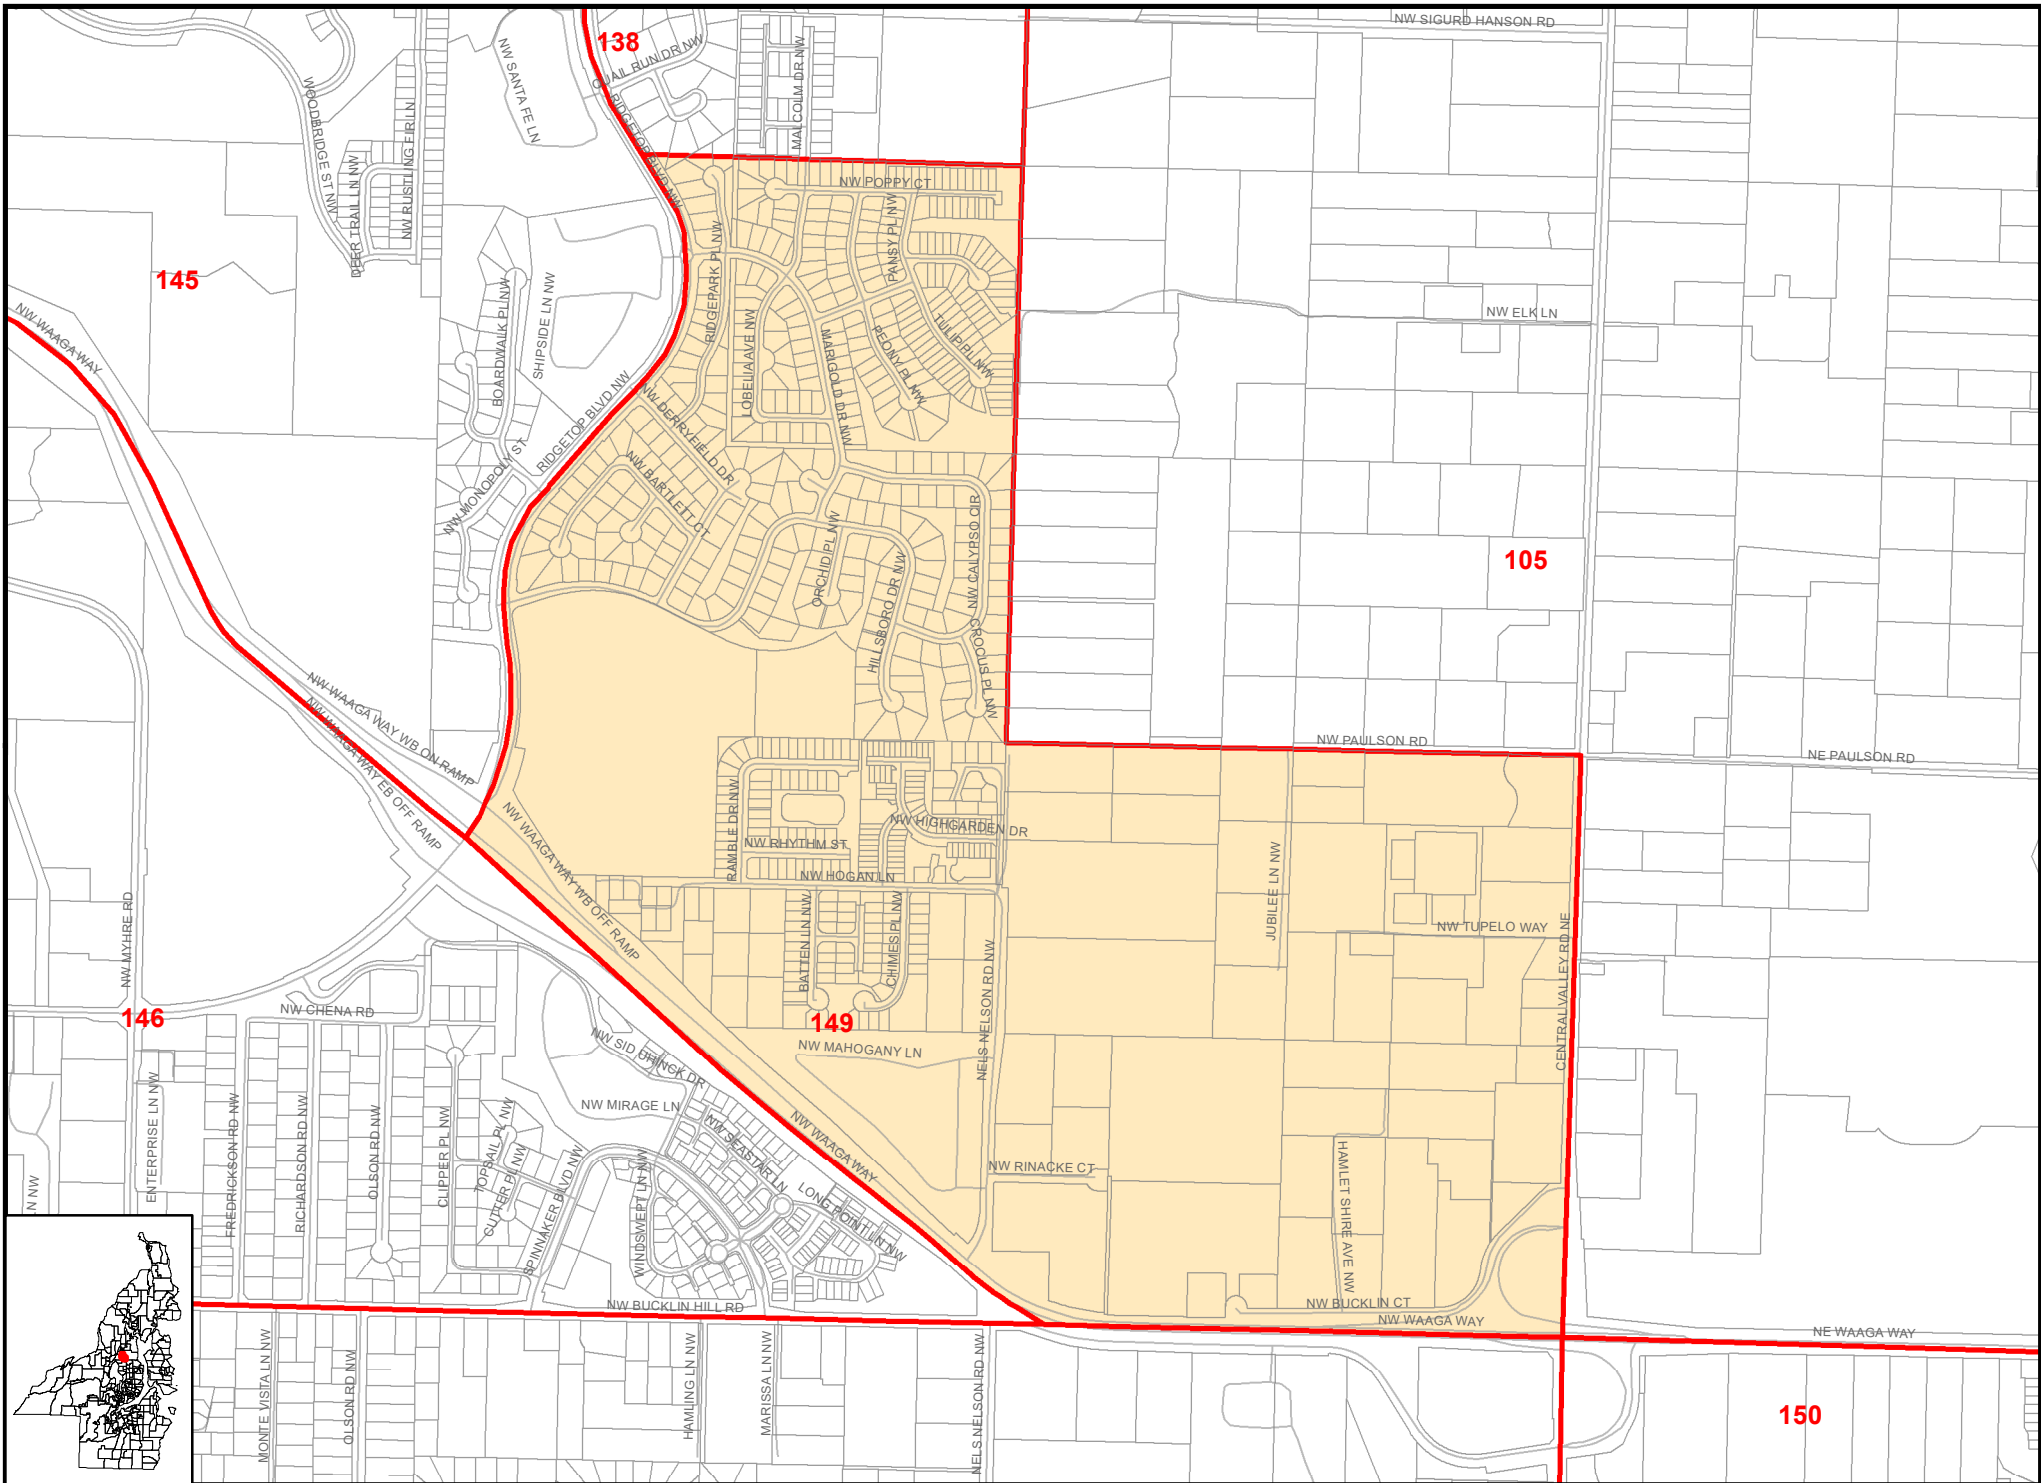 NW SIGURD HANSON RD
138
QUAIL RUN DR NW
NW SANTA FE LN
MALCOLM DR NW
WOODBRIDGE ST NW
NW RUSTLING FIR LN
DEER TRAIL LN NW
RIDGETOP BLVD NW
NW POPPY CT
PANSY PL NW
RIDGEPARK PL NW
145
NW WAAGA WAY
BOARDWALK PL NW
SHIPSIDE LN NW
LOBELIA AVE NW
MARIGOLD DR NW
PEONY PL NW
TULIP PL NW
NW ELK LN
RIDGETOP BLVD NW
NW DERRYFIELD DR
NW MONOPOLY ST
NW BARTLETT CT
ORCHID PL NW
HILLSBORO DR NW
NW CALYPSO CIR
105
CROCUS PL NW
NW WAAGA WAY WB ON RAMP
NW WAAGA WAY EB OFF RAMP
NW PAULSON RD
NE PAULSON RD
NW WAAGA WAY WB OFF RAMP
RAMBLE DR NW
NW HIGHGARDEN DR
NW RHYTHM ST
NW HOGAN LN
JUBILEE LN NW
NW MYHRE RD
BATTEN LN NW
CHIMES PL NW
NW TUPELO WAY
CENTRAL VALLEY RD NE
NELS NELSON RD NW
146
NW CHENA RD
149
NW MAHOGANY LN
NW SID UHINCK DR
NW MIRAGE LN
NW WAAGA WAY
ENTERPRISE LN NW
FREDRICKSON RD NW
RICHARDSON RD NW
OLSON RD NW
CLIPPER PL NW
TOPSAIL PL NW
CUTTER PL NW
SPINNAKER BLVD NW
WINDSWEPT LN NW
NW SEASTAR LN
LONG POINT LN NW
NW RINACKE CT
HAMLET SHIRE AVE NW
LN NW
NW BUCKLIN HILL RD
NW BUCKLIN CT
NW WAAGA WAY
NE WAAGA WAY
MONTE VISTA LN NW
OLSON RD NW
HAMLING LN NW
MARISSA LN NW
NELS NELSON RD NW
150